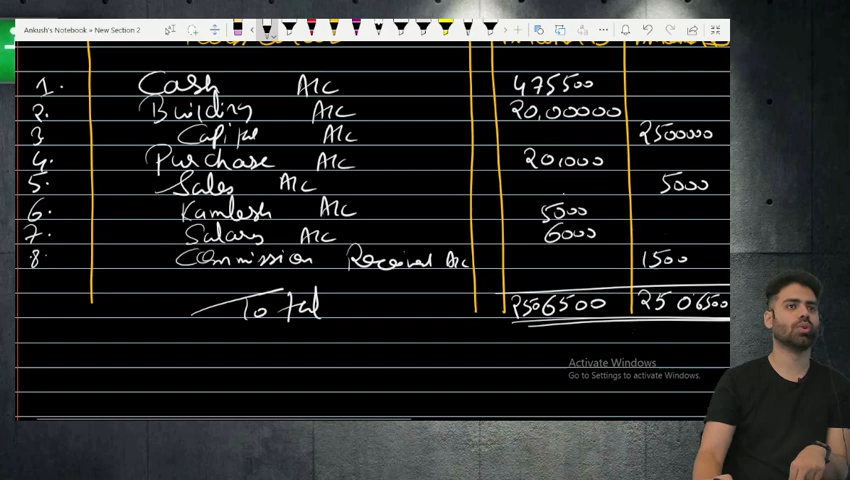 Ankush's Notebook » New Section 2
1. Cash A/C 475500
2. Building A/C 20,00000
3 Capital A/C 2500000
4. Purchase A/C 20,000
5. Sales A/C 5000
6. Kamlesh A/C 5000
7. Salary A/C 6000
8. Commission Received A/c 1500
Total 2506500 2506500
Activate Windows
Go to Settings to activate Windows.